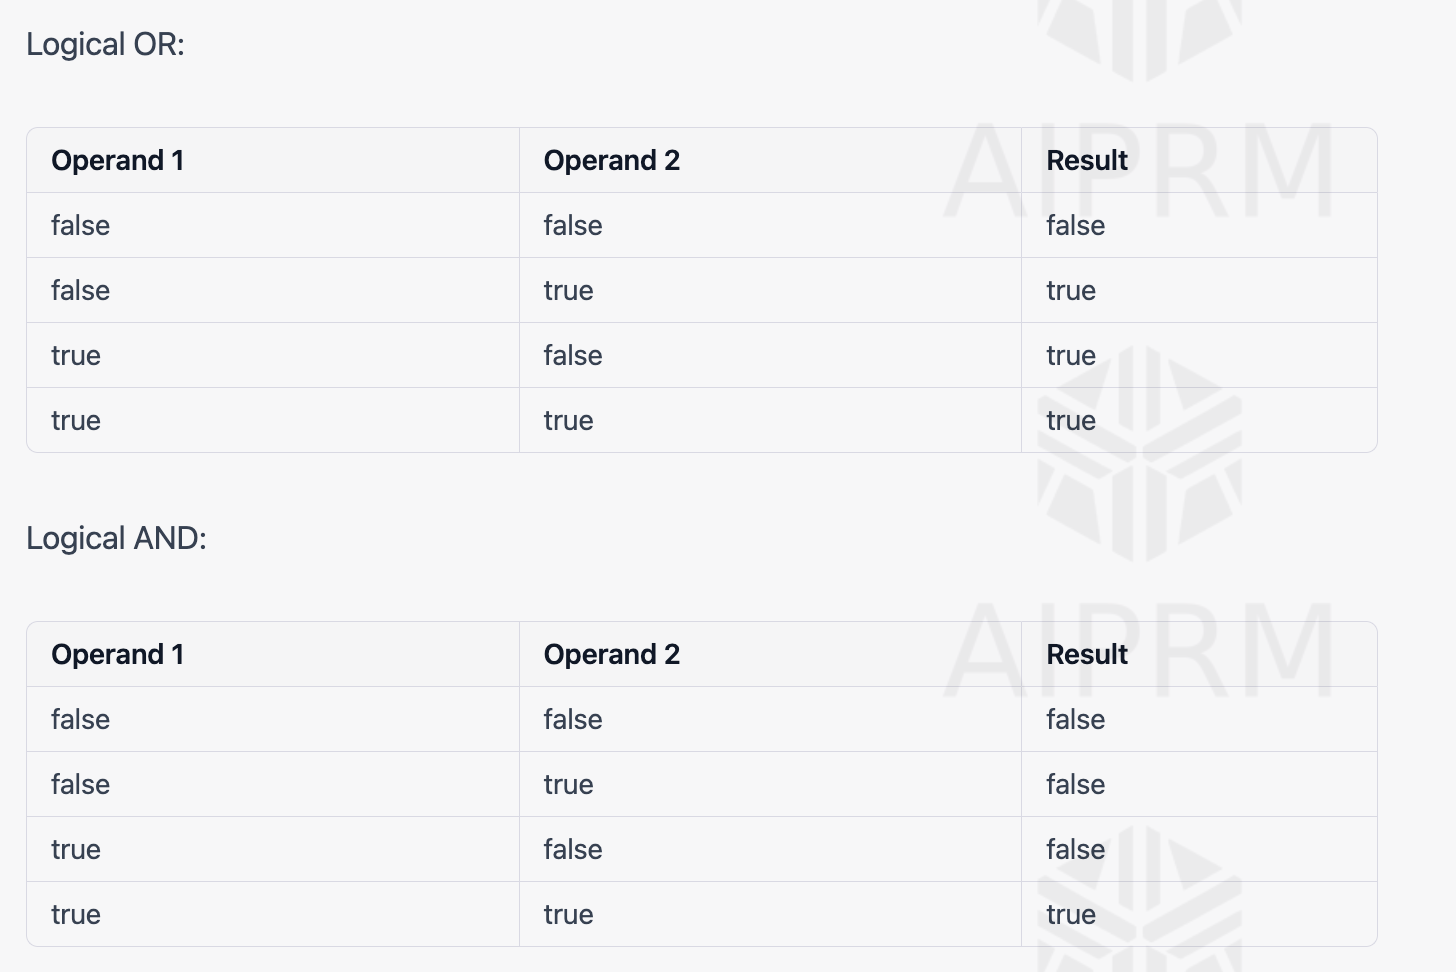 Logical OR:
AIPRM
Operand 1 Operand 2 Result
false false false
false true true
true false true
true true true
Logical AND:
AIPRM
Operand 1 Operand 2 Result
false false false
false true false
true false false
true true true